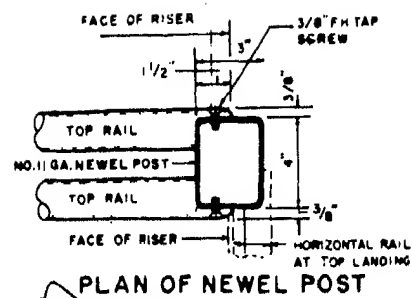 FACE OF RISER
3/8" FH TAP
SCREW
3"
1 1/2"
3/8"
TOP RAIL
NO. 11 GA. NEWEL POST
4"
TOP RAIL
3/8"
FACE OF RISER
HORIZONTAL RAIL
AT TOP LANDING
PLAN OF NEWEL POST